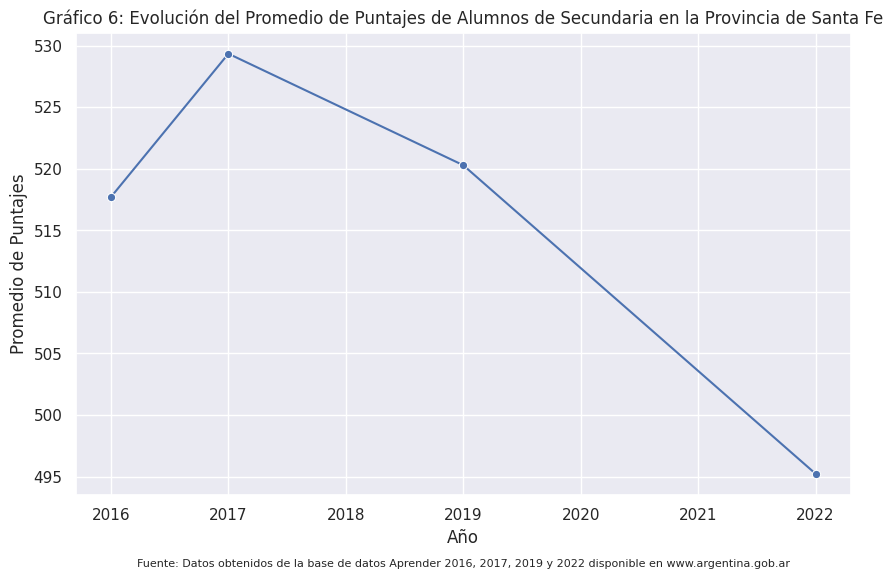 Gráfico 6: Evolución del Promedio de Puntajes de Alumnos de Secundaria en la Provincia de Santa Fe
530
525
520
515
510
505
500
495
Promedio de Puntajes
2016 2017 2018 2019 2020 2021 2022
Año
Fuente: Datos obtenidos de la base de datos Aprender 2016, 2017, 2019 y 2022 disponible en www.argentina.gob.ar